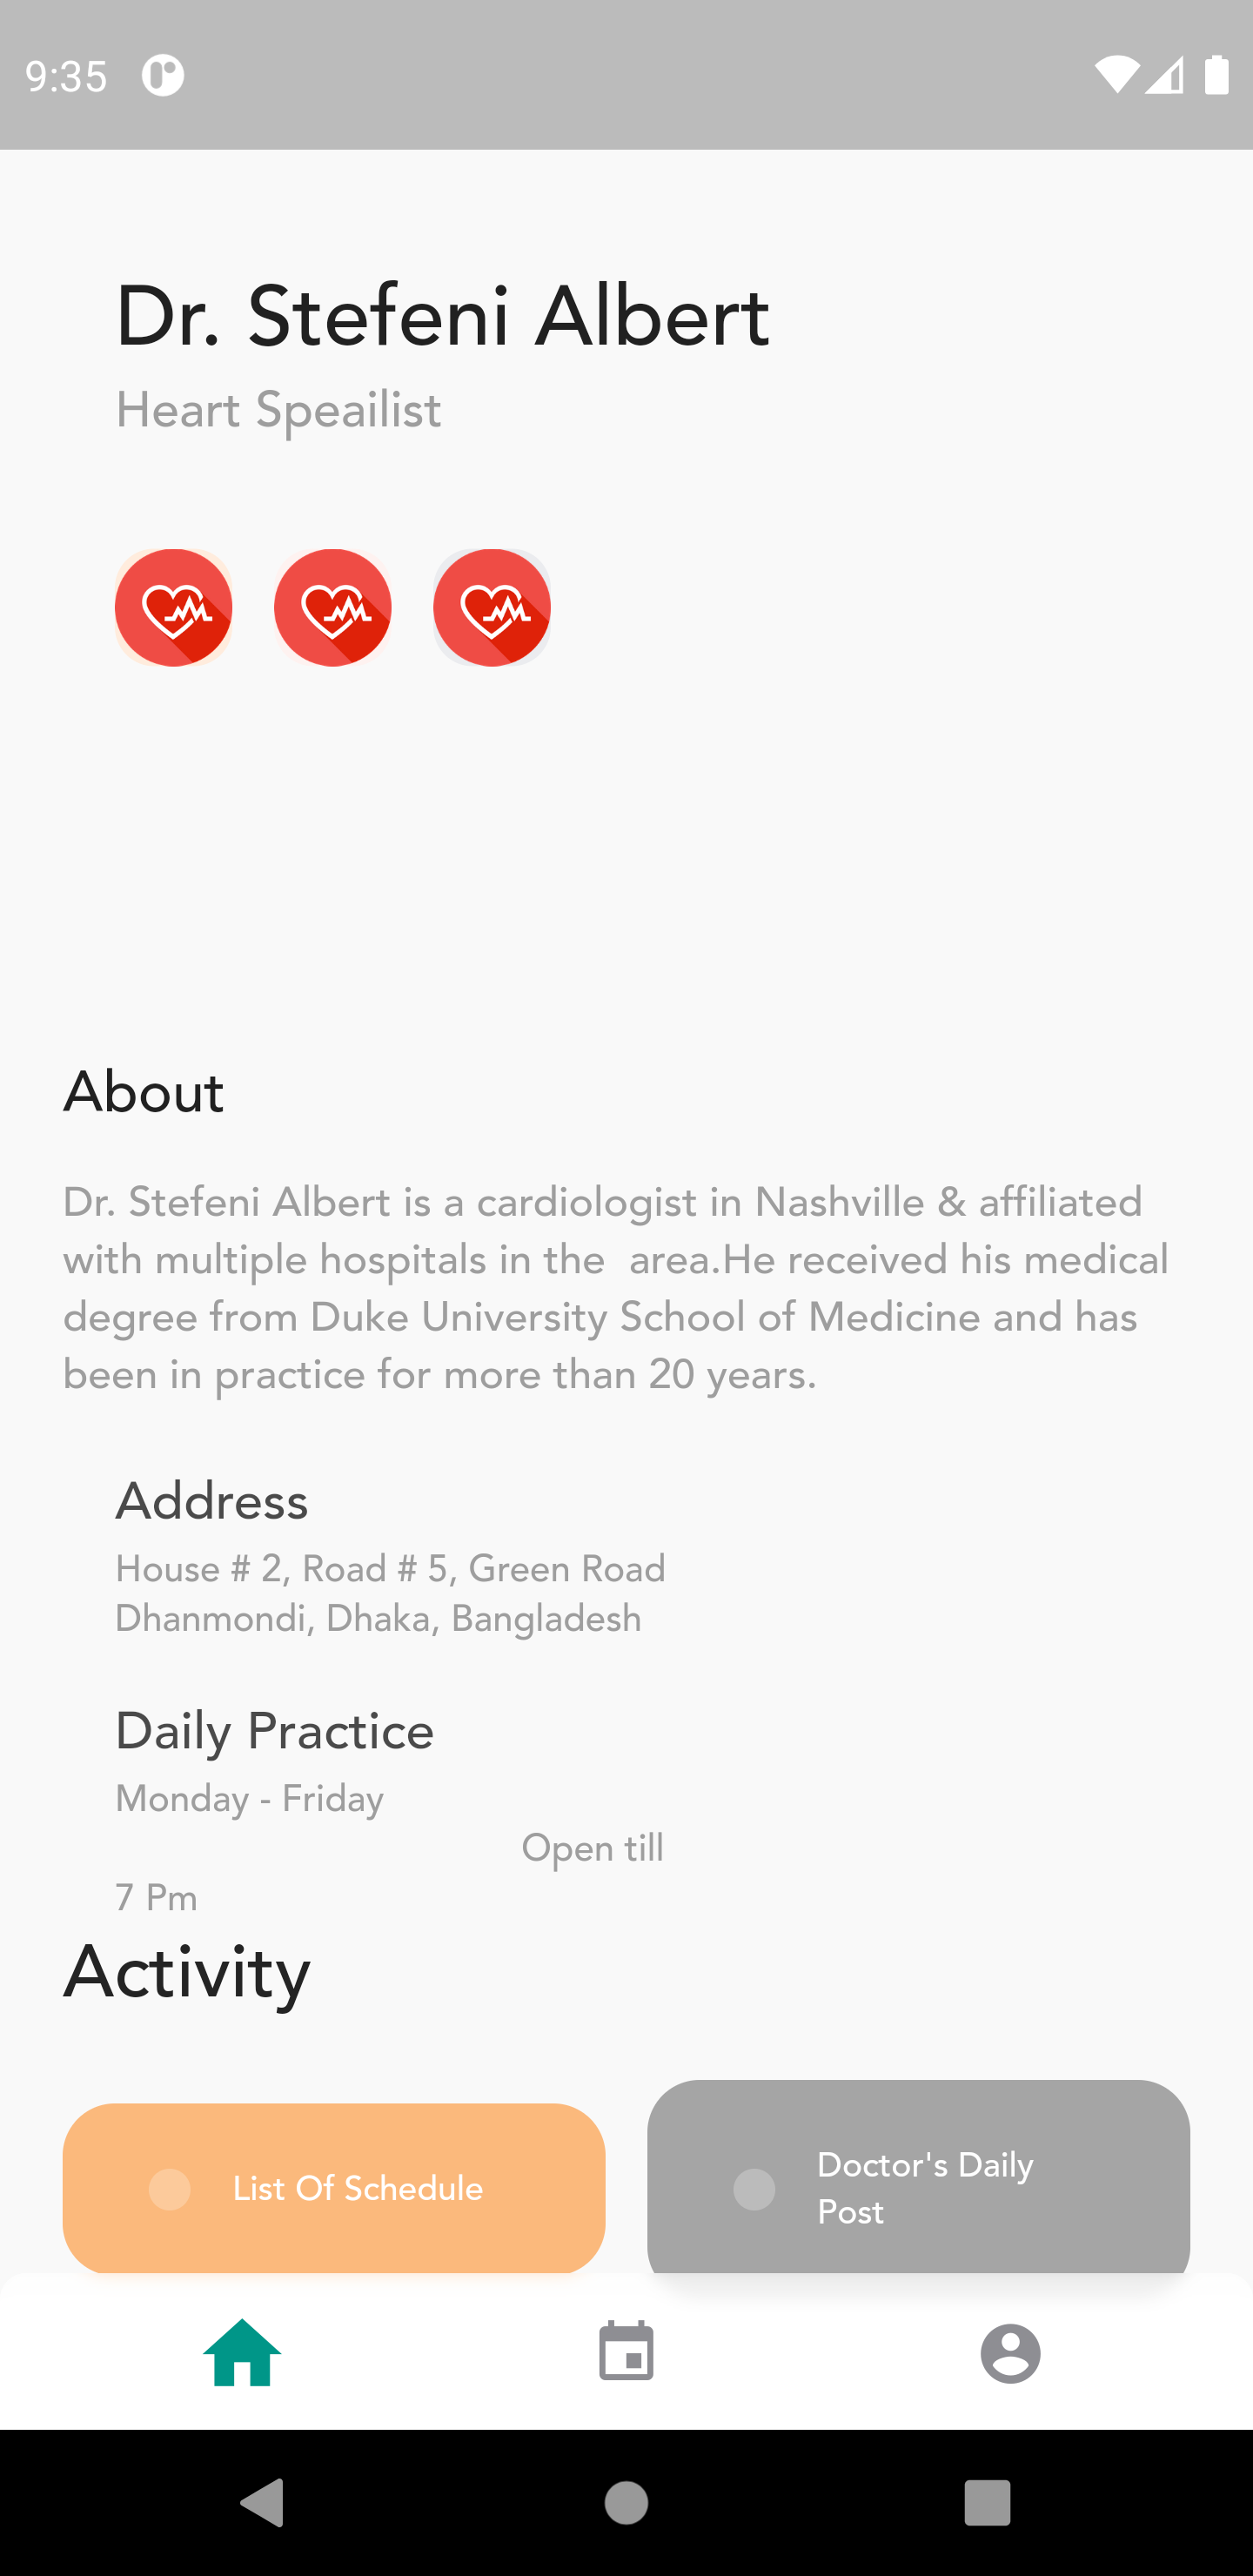 9:35
Dr. Stefeni Albert
Heart Speailist
About
Dr. Stefeni Albert is a cardiologist in Nashville & affiliated
with multiple hospitals in the  area.He received his medical
degree from Duke University School of Medicine and has
been in practice for more than 20 years.
Address
House # 2, Road # 5, Green Road
Dhanmondi, Dhaka, Bangladesh
Daily Practice
Monday - Friday
Open till
7 Pm
Activity
List Of Schedule
Doctor's Daily
Post